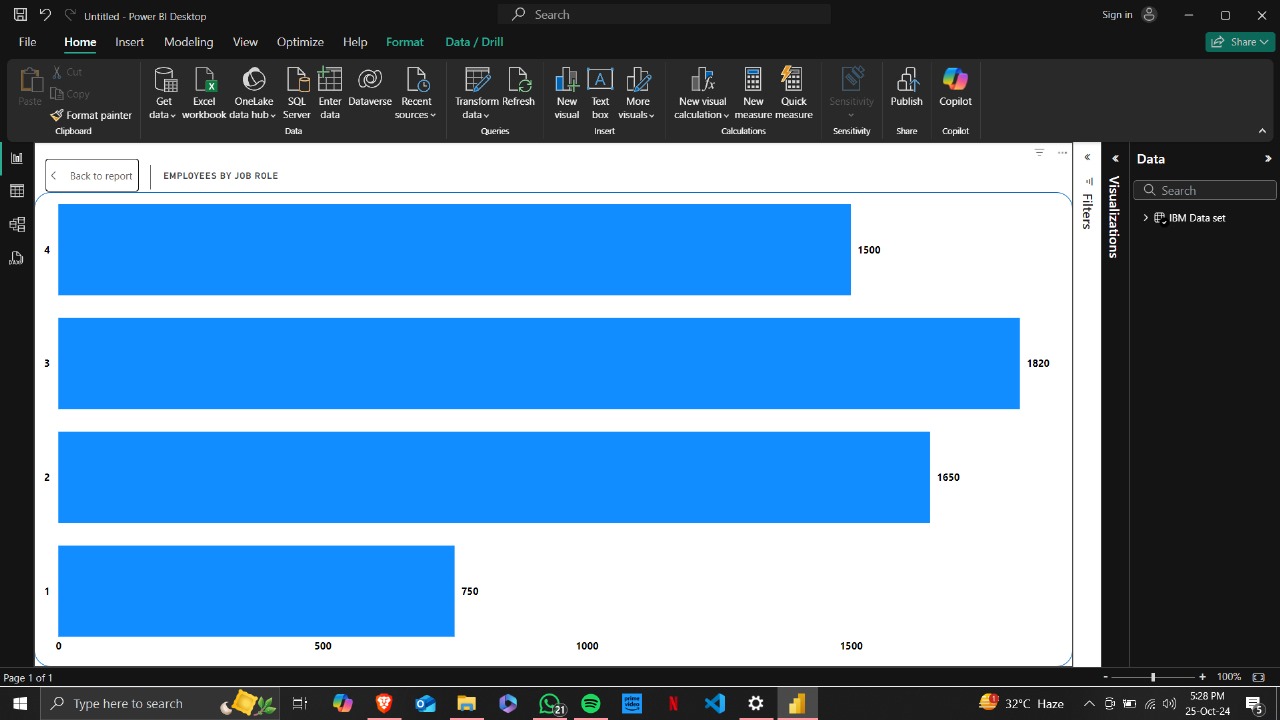 Untitled - Power BI Desktop
Search
Sign in
File Home Insert Modeling View Optimize Help Format Data / Drill
Share
Paste
Cut
Copy
Format painter
Clipboard
Get data
Excel workbook
OneLake data hub
SQL Server
Enter data
Dataverse
Recent sources
Data
Transform data
Refresh
Queries
New visual
Text box
More visuals
Insert
New visual calculation
New measure
Quick measure
Calculations
Sensitivity
Sensitivity
Publish
Share
Copilot
Copilot
Back to report
EMPLOYEES BY JOB ROLE
4 1500
3 1820
2 1650
1 750
0 500 1000 1500
Filters
Visualizations
Data
Search
IBM Data set
Page 1 of 1
100%
Type here to search
21
prime video
32°C Haze
5:28 PM
25-Oct-24
5